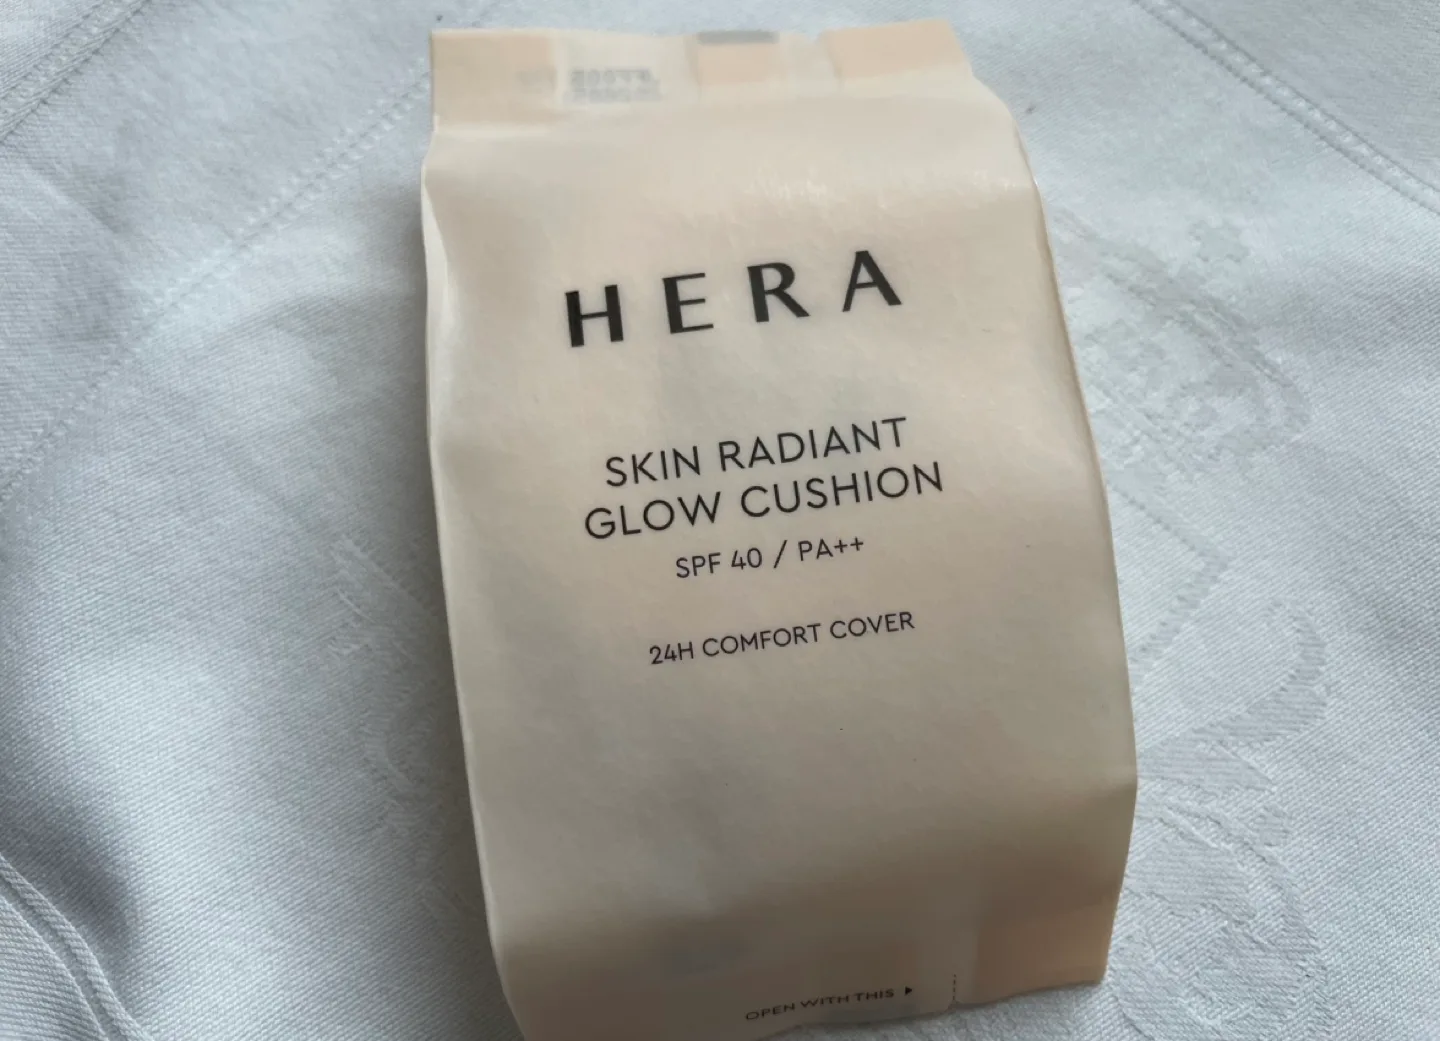 HERA
SKIN RADIANT
GLOW CUSHION
SPF 40 / PA++
24H COMFORT COVER
OPEN WITH THIS ▸